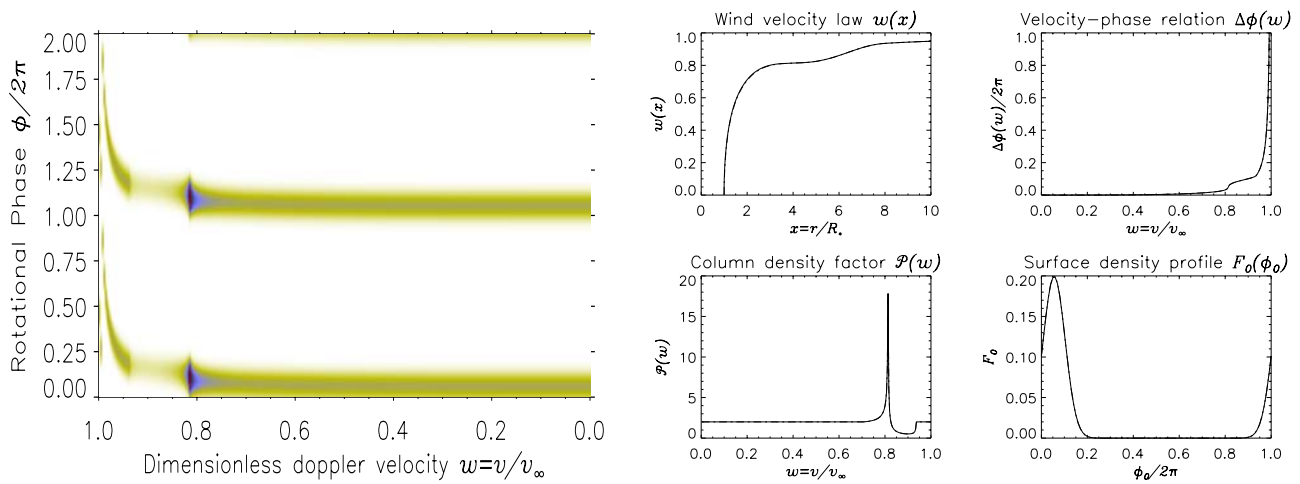 2.00
1.75
1.50
1.25
1.00
0.75
0.50
0.25
0.00
Rotational Phase ϕ/2π
1.0 0.8 0.6 0.4 0.2 0.0
Dimensionless doppler velocity w=v/v∞
Wind velocity law w(x)
1.0
0.8
0.6
0.4
0.2
0.0
w(x)
0 2 4 6 8 10
x=r/R*
Velocity−phase relation Δϕ(w)
1.0
0.8
0.6
0.4
0.2
0.0
Δϕ(w)/2π
0.0 0.2 0.4 0.6 0.8 1.0
w=v/v∞
Column density factor 𝒫(w)
20
15
10
5
0
𝒫(w)
0.0 0.2 0.4 0.6 0.8 1.0
w=v/v∞
Surface density profile F₀(ϕ₀)
0.20
0.15
0.10
0.05
0.00
F₀
0.0 0.2 0.4 0.6 0.8 1.0
ϕ₀/2π